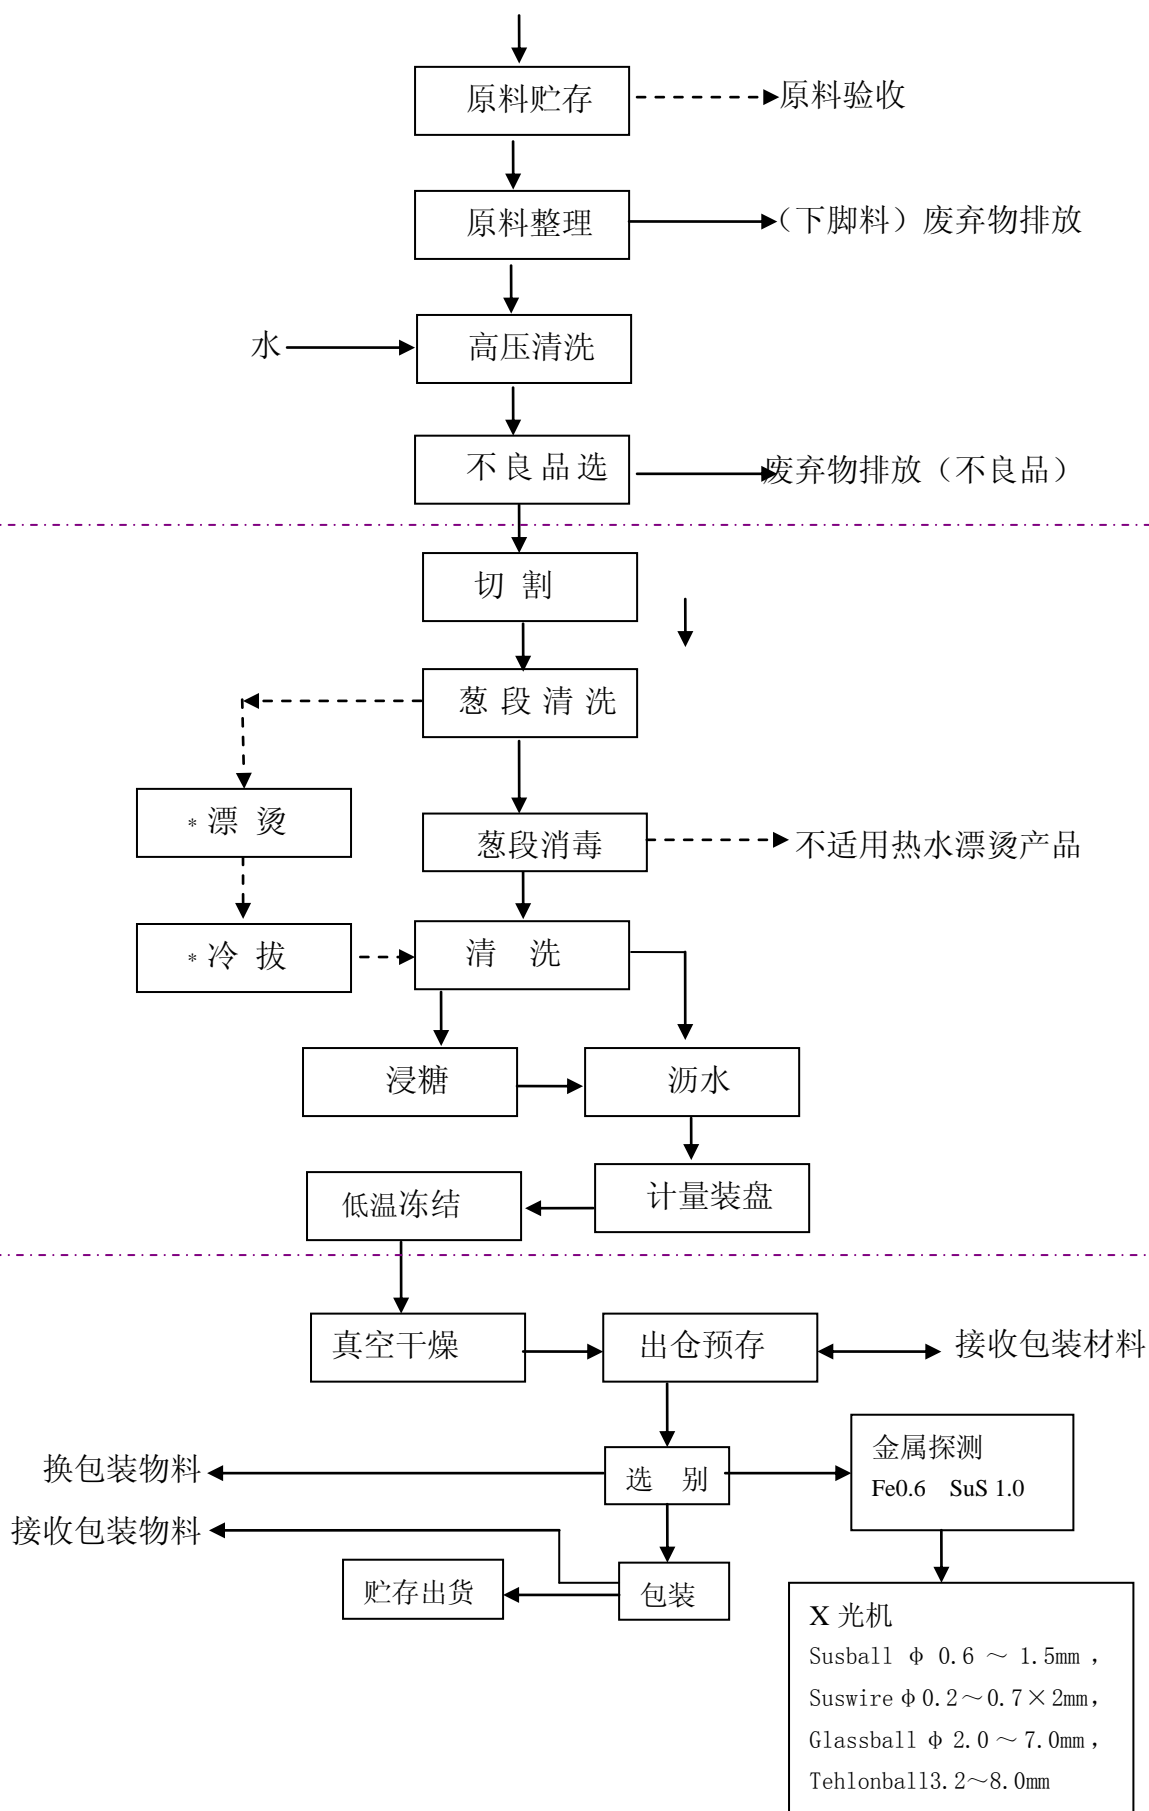 原料贮存
原料验收
原料整理
（下脚料）废弃物排放
水
高压清洗
不良品选
废弃物排放（不良品）
切 割
葱段清洗
*漂 烫
葱段消毒
不适用热水漂烫产品
*冷 拔
清 洗
浸糖
沥水
低温冻结
计量装盘
真空干燥
出仓预存
接收包装材料
换包装物料
选 别
金属探测
Fe0.6 SuS 1.0
接收包装物料
贮存出货
包装
X 光机
Susball φ 0.6 ～ 1.5mm，
Suswire φ0.2～0.7×2mm，
Glassball φ 2.0 ～ 7.0mm，
Tehlonball3.2～8.0mm